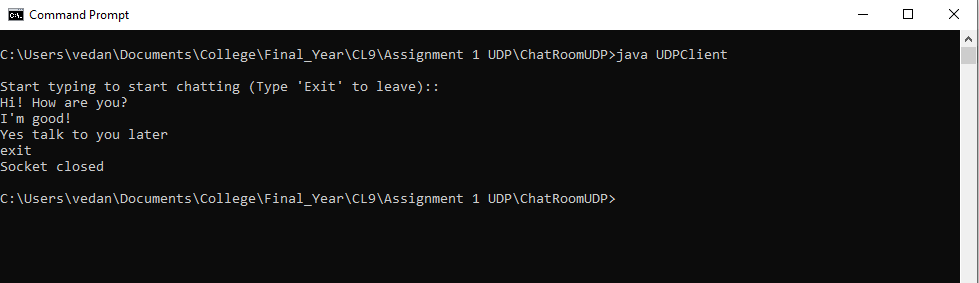 Command Prompt
C:\Users\vedan\Documents\College\Final_Year\CL9\Assignment 1 UDP\ChatRoomUDP>java UDPClient
Start typing to start chatting (Type 'Exit' to leave)::
Hi! How are you?
I'm good!
Yes talk to you later
exit
Socket closed
C:\Users\vedan\Documents\College\Final_Year\CL9\Assignment 1 UDP\ChatRoomUDP>